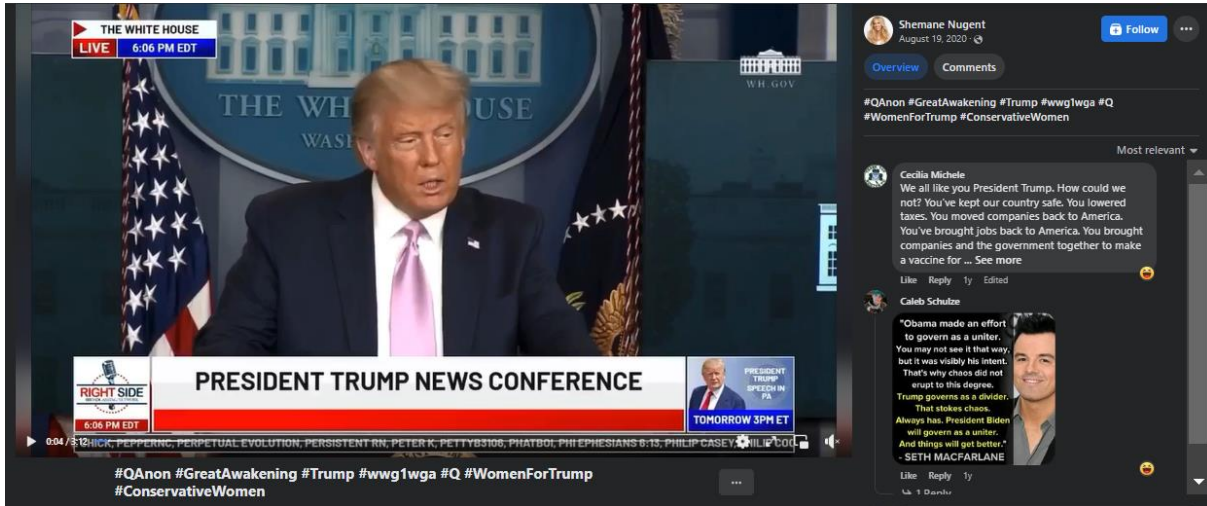 THE WHITE HOUSE
LIVE 6:06 PM EDT
THE WH USE
WASH
WH.GOV
PRESIDENT TRUMP NEWS CONFERENCE
RIGHT SIDE
6:06 PM ET
PRESIDENT
TRUMP
SPEECH IN
PA
TOMORROW 3PM ET
0:04 / 3:12
CHICK, PEPPERNC, PERPETUAL EVOLUTION, PERSISTENT RN, PETER K, PETTYB3106, PHATBOI, PHI EPHESIANS 6:13, PHILIP CASEY,
#QAnon #GreatAwakening #Trump #wwg1wga #Q #WomenForTrump
#ConservativeWomen
Shemane Nugent
August 19, 2020 ·
Follow
Overview Comments
#QAnon #GreatAwakening #Trump #wwg1wga #Q
#WomenForTrump #ConservativeWomen
Most relevant
Cecilia Michele
We all like you President Trump. How could we
not? You've kept our country safe. You lowered
taxes. You moved companies back to America.
You've brought jobs back to America. You brought
companies and the government together to make
a vaccine for ... See more
Like Reply 1y Edited
Caleb Schulze
"Obama made an effort
to govern as a uniter.
You may not see it that way,
but it was visibly his intent.
That's why chaos did not
erupt to this degree.
Trump governs as a divider.
That stokes chaos.
Always has. President Biden
will govern as a uniter.
And things will get better."
- SETH MACFARLANE
Like Reply 1y
1 Reply